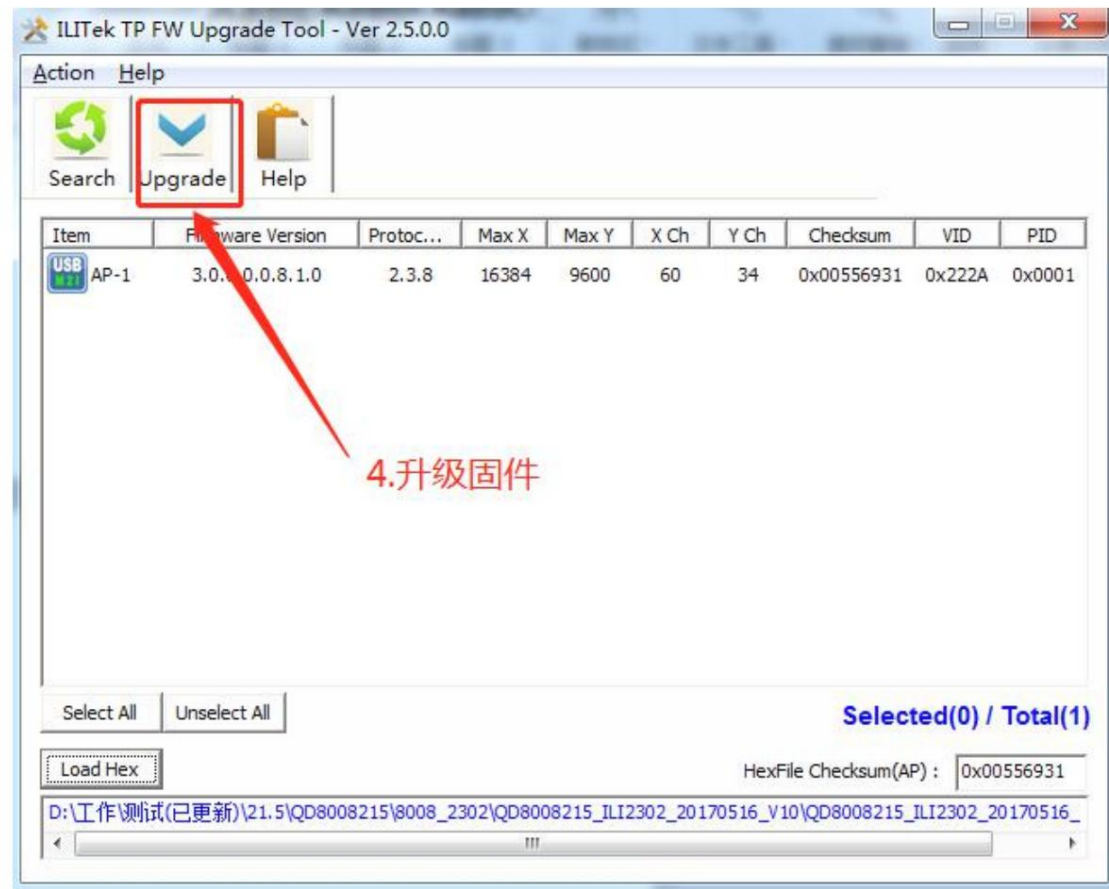 ILITek TP FW Upgrade Tool - Ver 2.5.0.0
Action Help
Search Upgrade Help
Item Firmware Version Protoc... Max X Max Y X Ch Y Ch Checksum VID PID
USB AP-1 2.3.8 16384 9600 60 34 0x00556931 0x222A 0x0001
4.升级固件
Select All Unselect All Selected(0) / Total(1)
Load Hex HexFile Checksum(AP) : 0x00556931
D:\工作\测试(已更新)\21.5\QD8008215\8008_2302\QD8008215_ILI2302_20170516_V10\QD8008215_ILI2302_20170516_